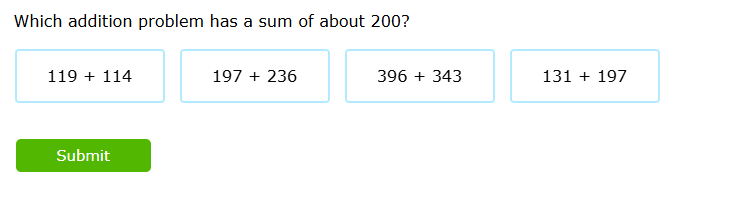 Which addition problem has a sum of about 200?
119 + 114
197 + 236
396 + 343
131 + 197
Submit